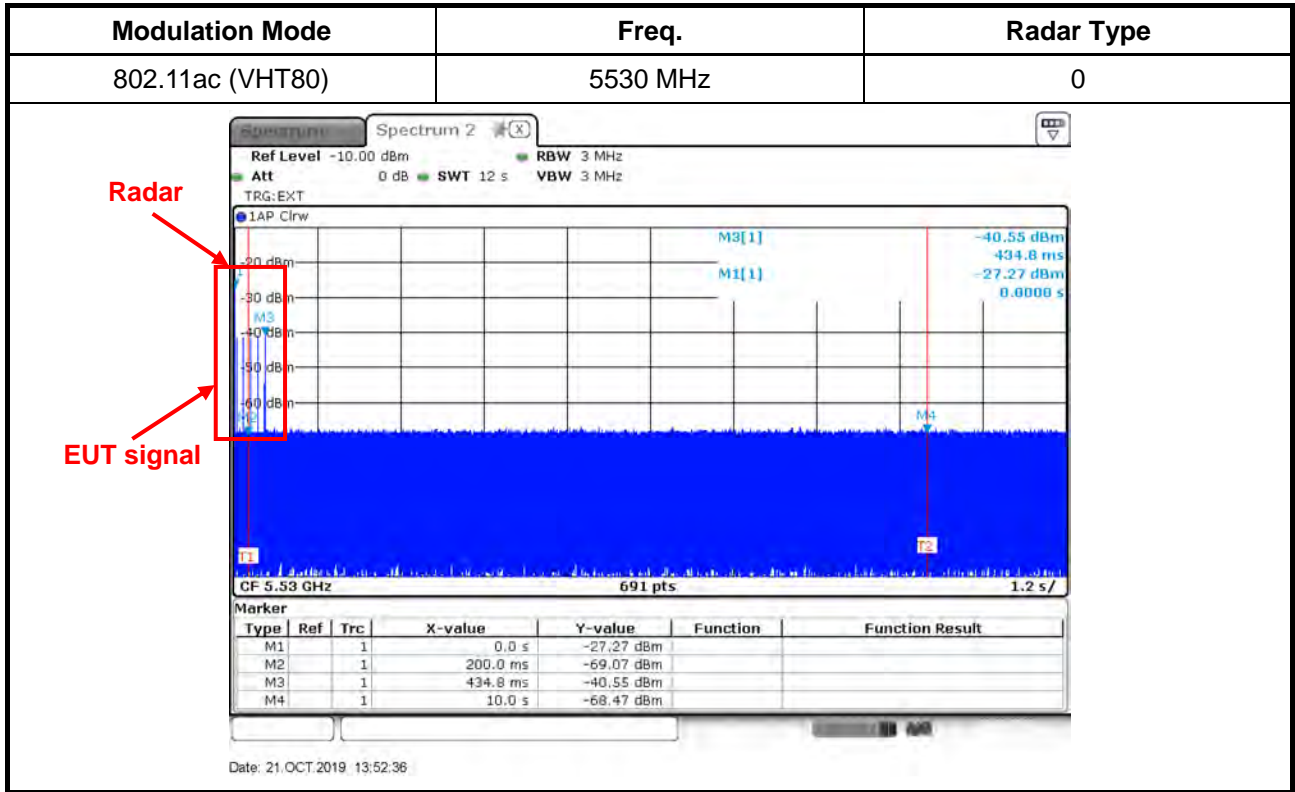 Modulation Mode Freq. Radar Type
802.11ac (VHT80) 5530 MHz 0
Spectrum Spectrum 2 X
Ref Level -10.00 dBm RBW 3 MHz
Att 0 dB SWT 12 s VBW 3 MHz
TRG:EXT
Radar
1AP Clrw
M3[1] -40.55 dBm
434.8 ms
-20 dBm
M1[1] -27.27 dBm
0.0000 s
-30 dBm
M3
-40 dBm
-50 dBm
-60 dBm
M2 M4
EUT signal
T1 T2
CF 5.53 GHz 691 pts 1.2 s/
Marker
Type Ref Trc X-value Y-value Function Function Result
M1 1 0.0 s -27.27 dBm
M2 1 200.0 ms -69.07 dBm
M3 1 434.8 ms -40.55 dBm
M4 1 10.0 s -68.47 dBm
Date: 21.OCT.2019 13:52:36